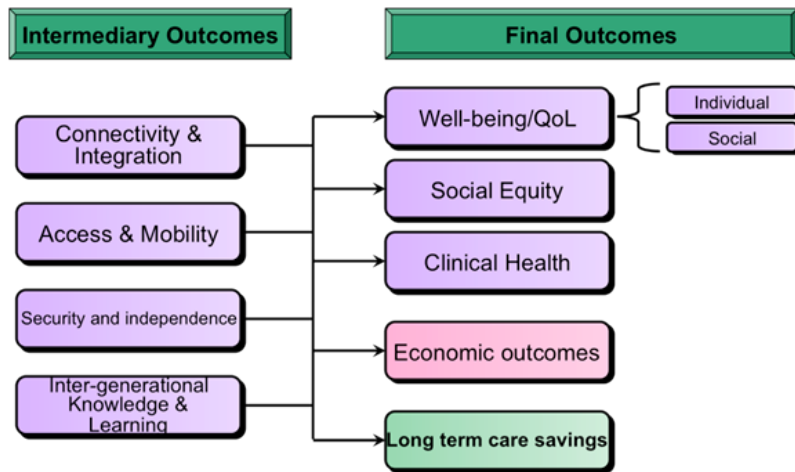 Intermediary Outcomes
Final Outcomes
Connectivity &
Integration
Access & Mobility
Security and independence
Inter-generational
Knowledge &
Learning
Well-being/QoL
Individual
Social
Social Equity
Clinical Health
Economic outcomes
Long term care savings